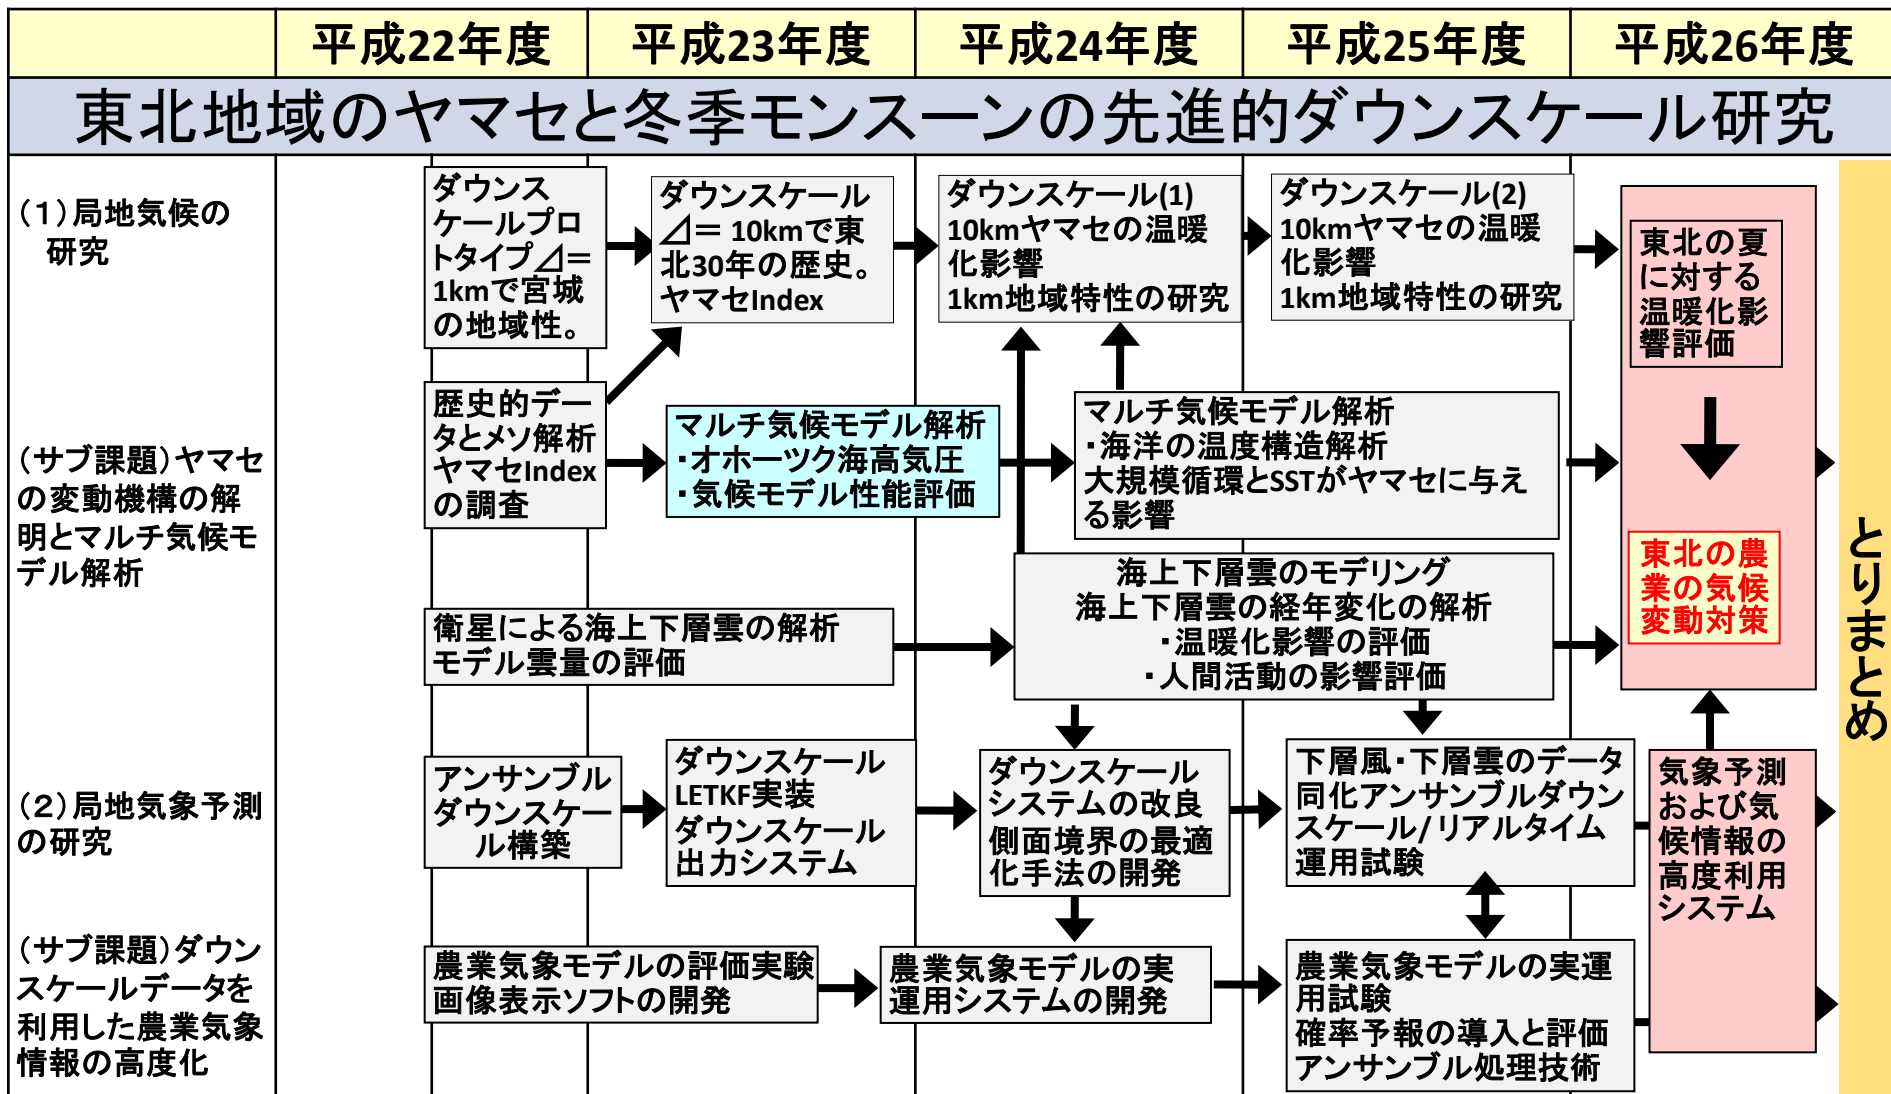 平成22年度
平成23年度
平成24年度
平成25年度
平成26年度
東北地域のヤマセと冬季モンスーンの先進的ダウンスケール研究
(1)局地気候の
研究
ダウンス
ケールプロ
トタイプ⊿=
1kmで宮城
の地域性。
ダウンスケール
⊿= 10kmで東
北30年の歴史。
ヤマセIndex
ダウンスケール(1)
10kmヤマセの温暖
化影響
1km地域特性の研究
ダウンスケール(2)
10kmヤマセの温暖
化影響
1km地域特性の研究
東北の夏
に対する
温暖化影
響評価
(サブ課題)ヤマセ
の変動機構の解
明とマルチ気候モ
デル解析
歴史的デー
タとメソ解析
ヤマセIndex
の調査
マルチ気候モデル解析
・オホーツク海高気圧
・気候モデル性能評価
マルチ気候モデル解析
・海洋の温度構造解析
大規模循環とSSTがヤマセに与え
る影響
東北の農
業の気候
変動対策
衛星による海上下層雲の解析
モデル雲量の評価
海上下層雲のモデリング
海上下層雲の経年変化の解析
・温暖化影響の評価
・人間活動の影響評価
(2)局地気象予測
の研究
アンサンブル
ダウンスケー
ル構築
ダウンスケール
LETKF実装
ダウンスケール
出力システム
ダウンスケール
システムの改良
側面境界の最適
化手法の開発
下層風・下層雲のデータ
同化アンサンブルダウン
スケール/リアルタイム
運用試験
気象予測
および気
候情報の
高度利用
システム
(サブ課題)ダウン
スケールデータを
利用した農業気象
情報の高度化
農業気象モデルの評価実験
画像表示ソフトの開発
農業気象モデルの実
運用システムの開発
農業気象モデルの実運
用試験
確率予報の導入と評価
アンサンブル処理技術
とりまとめ